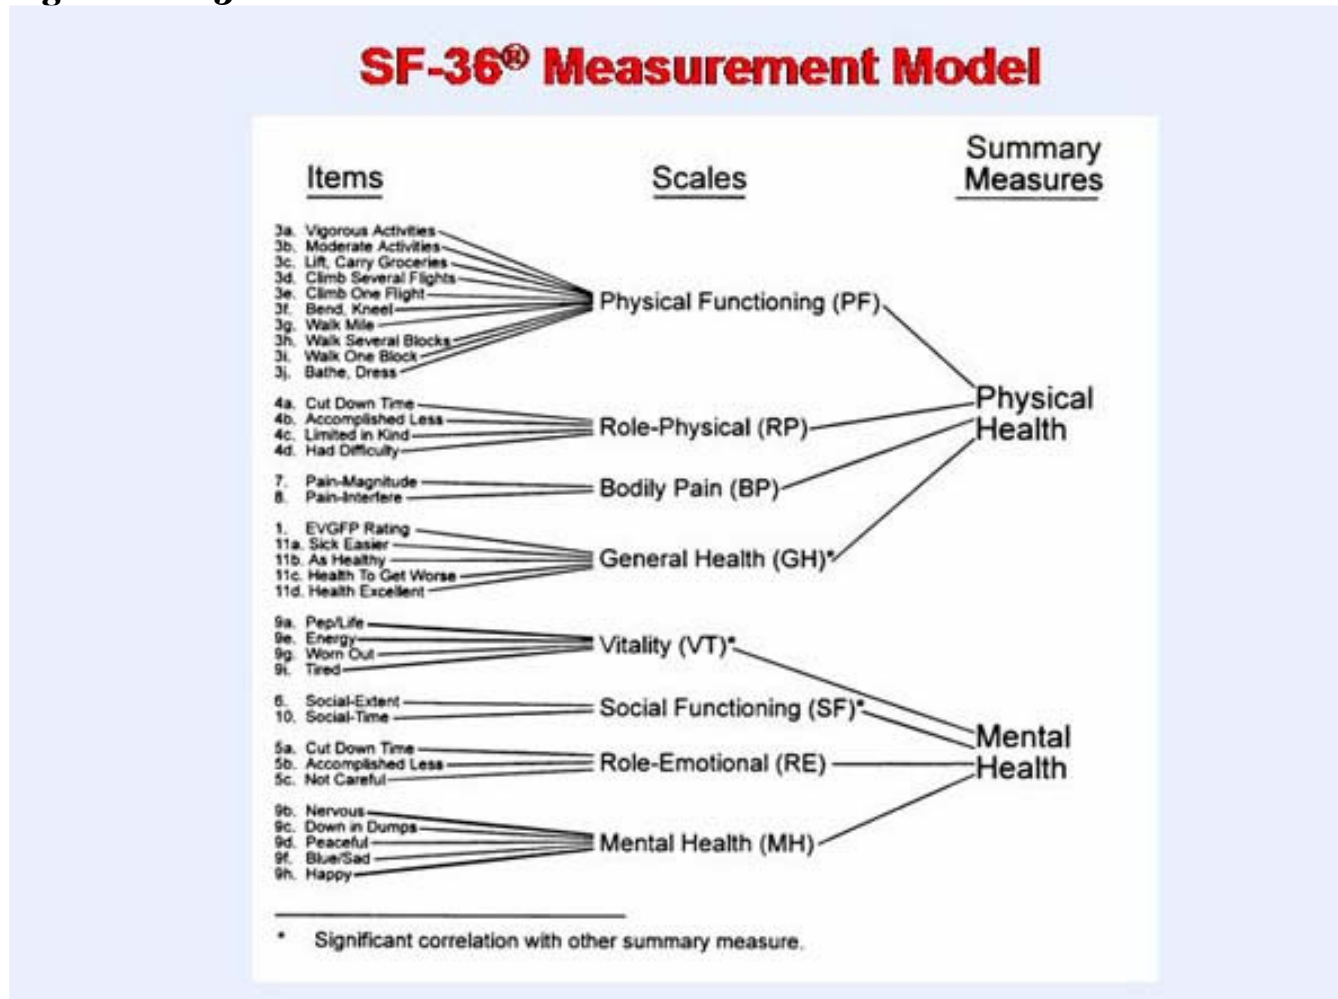 SF-36® Measurement Model
Items
Scales
Summary
Measures
3a. Vigorous Activities
3b. Moderate Activities
3c. Lift, Carry Groceries
3d. Climb Several Flights
3e. Climb One Flight
3f. Bend, Kneel
3g. Walk Mile
3h. Walk Several Blocks
3i. Walk One Block
3j. Bathe, Dress
Physical Functioning (PF)
4a. Cut Down Time
4b. Accomplished Less
4c. Limited in Kind
4d. Had Difficulty
Role-Physical (RP)
7. Pain-Magnitude
8. Pain-Interfere
Bodily Pain (BP)
1. EVGFP Rating
11a. Sick Easier
11b. As Healthy
11c. Health To Get Worse
11d. Health Excellent
General Health (GH)*
Physical
Health
9a. Pep/Life
9e. Energy
9g. Worn Out
9i. Tired
Vitality (VT)*
6. Social-Extent
10. Social-Time
Social Functioning (SF)*
5a. Cut Down Time
5b. Accomplished Less
5c. Not Careful
Role-Emotional (RE)
9b. Nervous
9c. Down in Dumps
9d. Peaceful
9f. Blue/Sad
9h. Happy
Mental Health (MH)
Mental
Health
* Significant correlation with other summary measure.